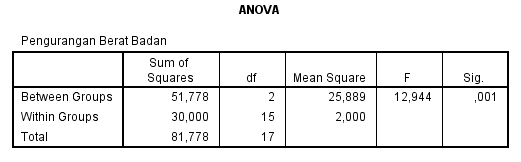 ANOVA
Pengurangan Berat Badan
Sum of Squares df Mean Square F Sig.
Between Groups 51,778 2 25,889 12,944 ,001
Within Groups 30,000 15 2,000
Total 81,778 17